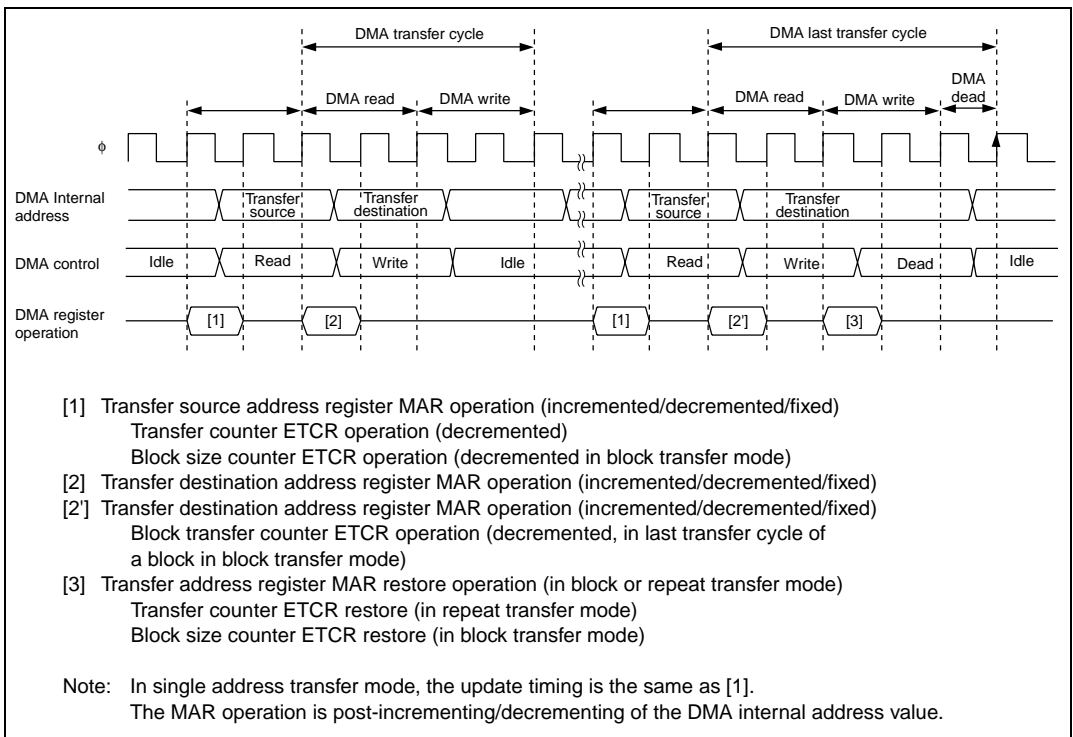 DMA transfer cycle DMA last transfer cycle
DMA read DMA write DMA read DMA write DMA dead
ϕ
DMA Internal address Transfer source Transfer destination Transfer source Transfer destination
DMA control Idle Read Write Idle Read Write Dead Idle
DMA register operation [1] [2] [1] [2'] [3]
[1] Transfer source address register MAR operation (incremented/decremented/fixed)
Transfer counter ETCR operation (decremented)
Block size counter ETCR operation (decremented in block transfer mode)
[2] Transfer destination address register MAR operation (incremented/decremented/fixed)
[2'] Transfer destination address register MAR operation (incremented/decremented/fixed)
Block transfer counter ETCR operation (decremented, in last transfer cycle of
a block in block transfer mode)
[3] Transfer address register MAR restore operation (in block or repeat transfer mode)
Transfer counter ETCR restore (in repeat transfer mode)
Block size counter ETCR restore (in block transfer mode)
Note: In single address transfer mode, the update timing is the same as [1].
The MAR operation is post-incrementing/decrementing of the DMA internal address value.